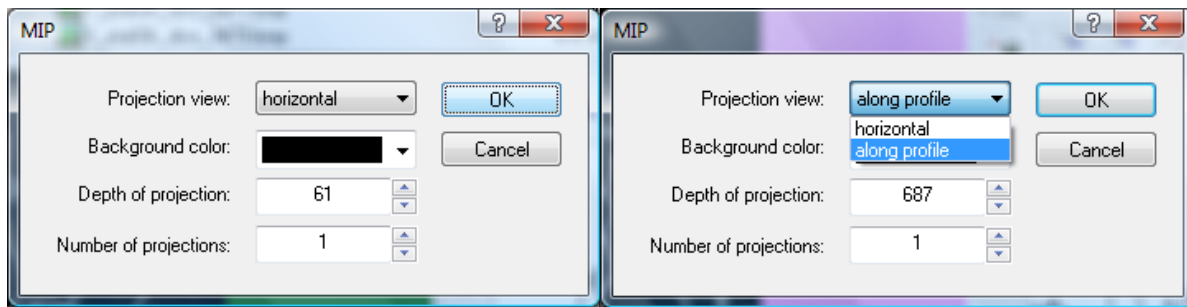 MIP
Projection view: horizontal OK
Background color: Cancel
Depth of projection: 61
Number of projections: 1
MIP
Projection view: along profile OK
horizontal
Background color: along profile Cancel
Depth of projection: 687
Number of projections: 1